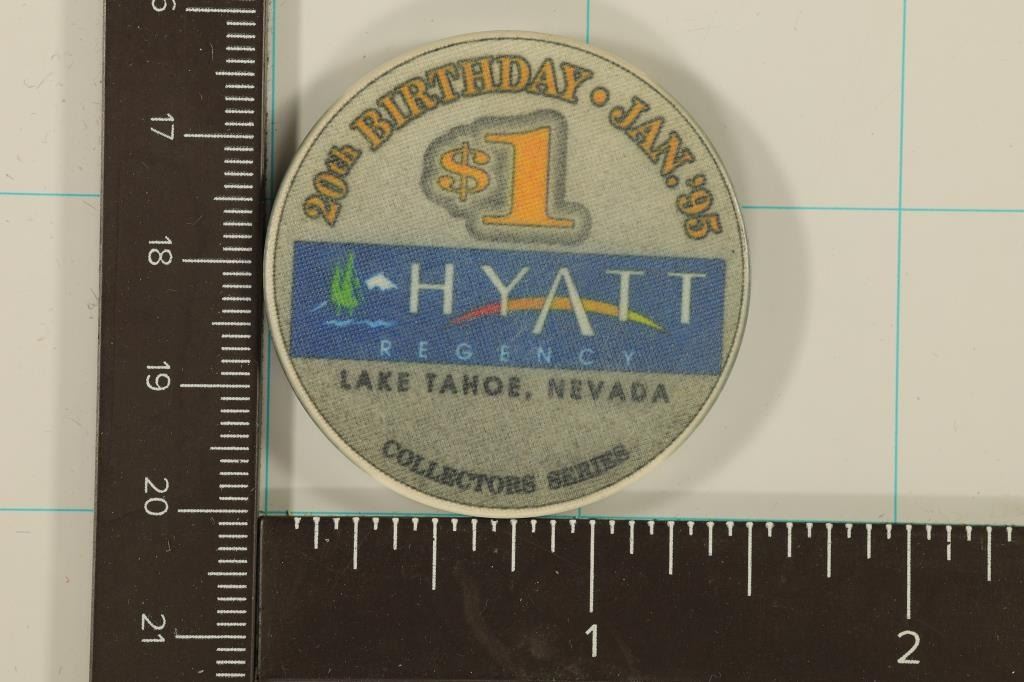 20th BIRTHDAY • JAN. '95
$1
HYATT
REGENCY
LAKE TAHOE, NEVADA
COLLECTORS SERIES
16
17
18
19
20
21
1 2